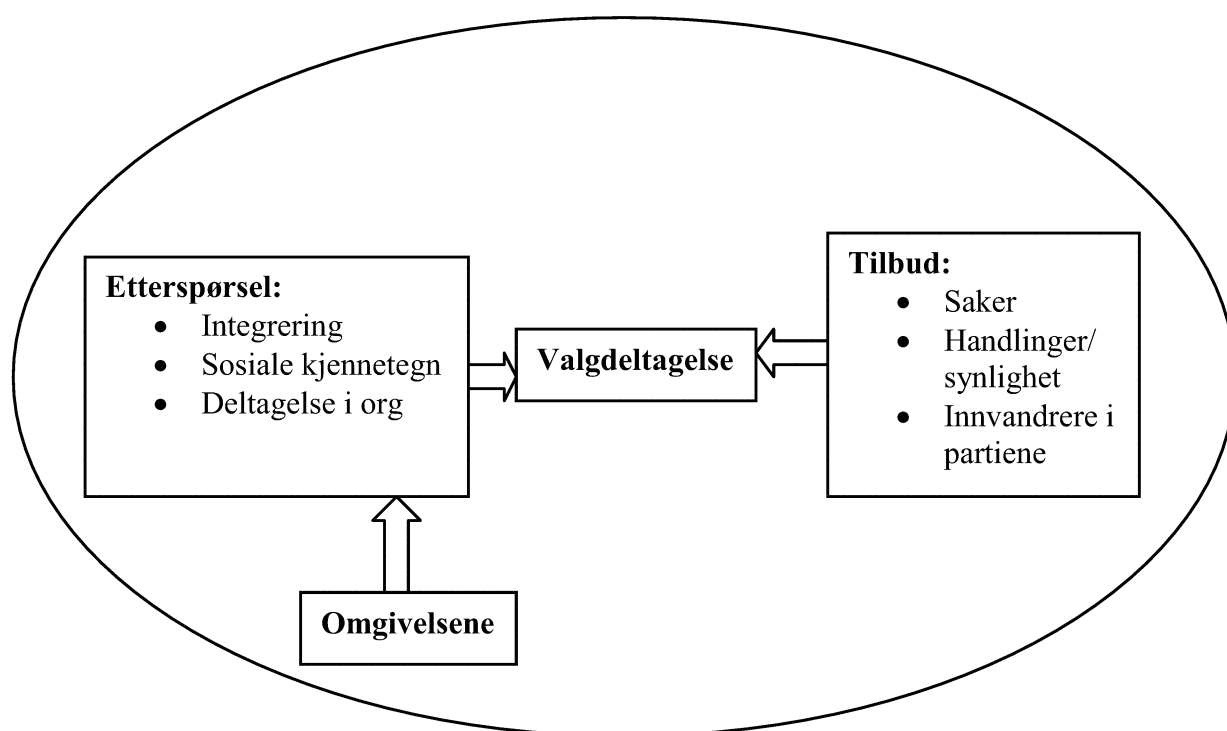 Etterspørsel:
• Integrering
• Sosiale kjennetegn
• Deltagelse i org
Valgdeltagelse
Tilbud:
• Saker
• Handlinger/
synlighet
• Innvandrere i
partiene
Omgivelsene